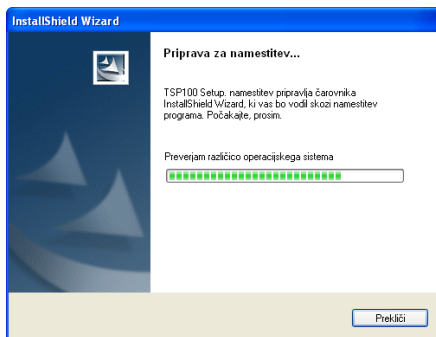 InstallShield Wizard
Priprava za namestitev...
TSP100 Setup. namestitev pripravlja čarovnika
InstallShield Wizard, ki vas bo vodil skozi namestitev
programa. Počakajte, prosim.
Preverjam različico operacijskega sistema
Prekliči